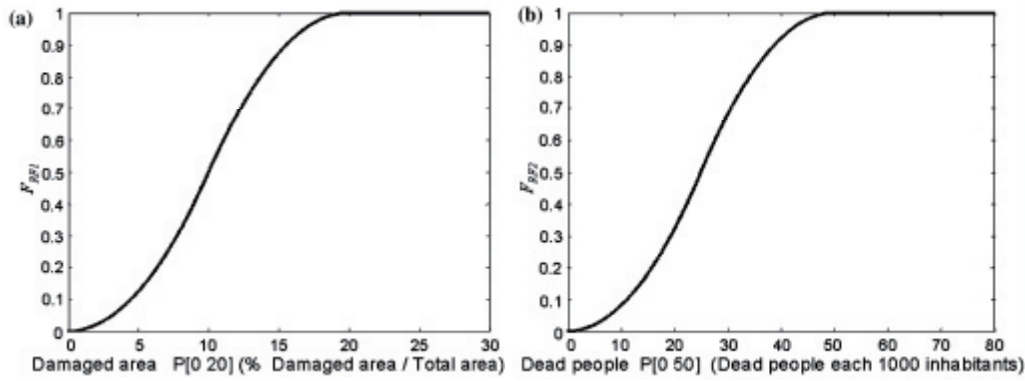 (a)
1
0.9
0.8
0.7
0.6
0.5
0.4
0.3
0.2
0.1
0
F_RF1
0 5 10 15 20 25 30
Damaged area P[0 20] (% Damaged area / Total area)
(b)
1
0.9
0.8
0.7
0.6
0.5
0.4
0.3
0.2
0.1
0
F_RF2
0 10 20 30 40 50 60 70 80
Dead people P[0 50] (Dead people each 1000 inhabitants)